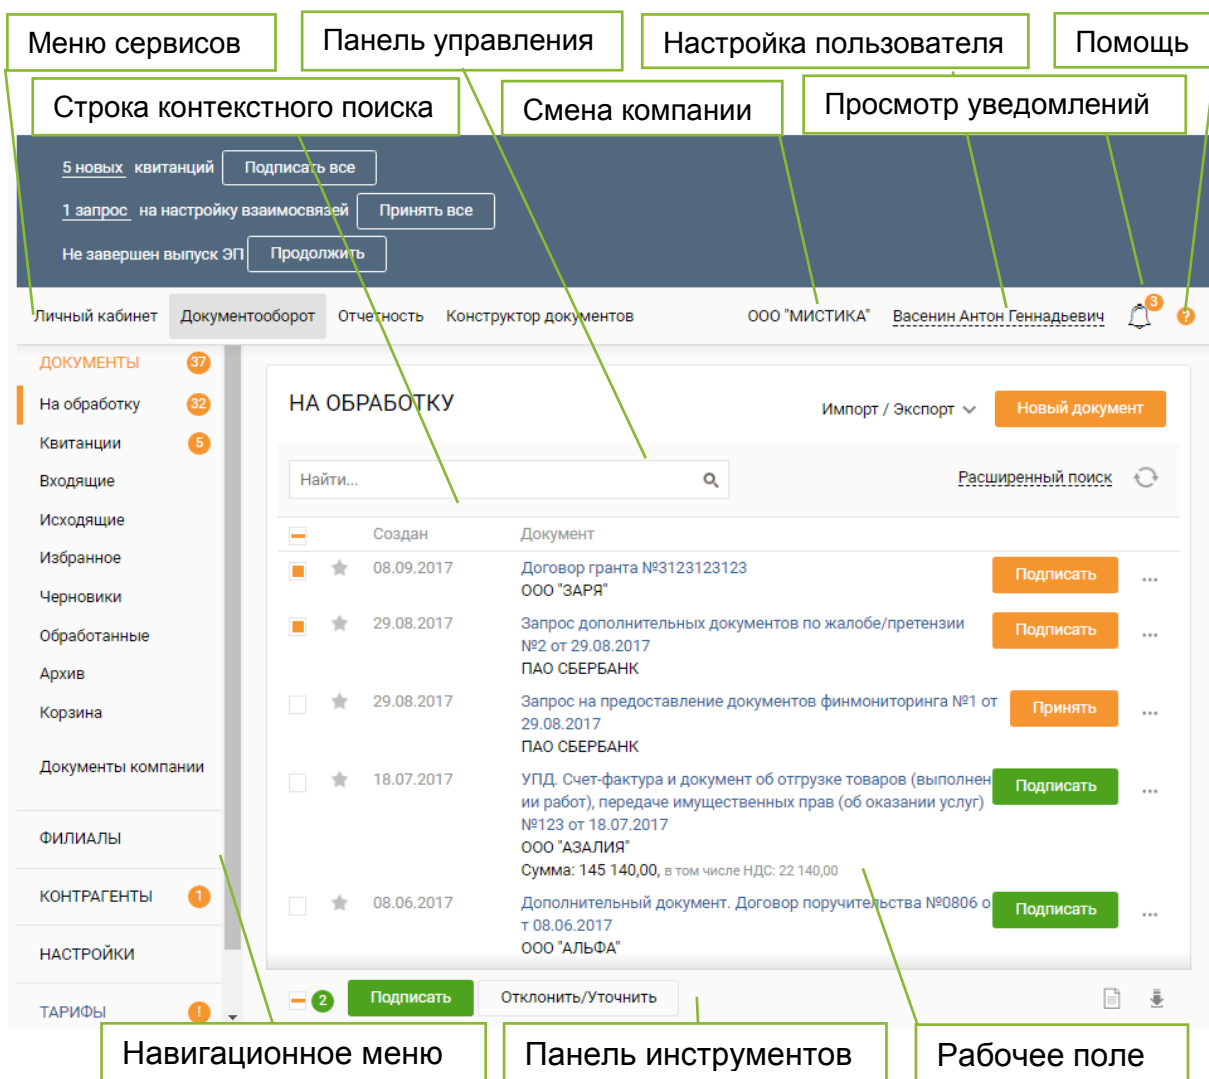 Меню сервисов
Панель управления
Настройка пользователя
Помощь
Строка контекстного поиска
Смена компании
Просмотр уведомлений
5 новых квитанций Подписать все
1 запрос на настройку взаимосвязей Принять все
Не завершен выпуск ЭП Продолжить
Личный кабинет Документооборот Отчетность Конструктор документов ООО "МИСТИКА" Васенин Антон Геннадьевич 3 ?
ДОКУМЕНТЫ 37
На обработку 32
Квитанции 5
Входящие
Исходящие
Избранное
Черновики
Обработанные
Архив
Корзина
Документы компании
ФИЛИАЛЫ
КОНТРАГЕНТЫ 1
НАСТРОЙКИ
ТАРИФЫ !
НА ОБРАБОТКУ
Импорт / Экспорт Новый документ
Найти... Расширенный поиск
Создан Документ
08.09.2017 Договор гранта №3123123123 Подписать ...
ООО "ЗАРЯ"
29.08.2017 Запрос дополнительных документов по жалобе/претензии Подписать ...
№2 от 29.08.2017
ПАО СБЕРБАНК
29.08.2017 Запрос на предоставление документов финмониторинга №1 от Принять ...
29.08.2017
ПАО СБЕРБАНК
18.07.2017 УПД. Счет-фактура и документ об отгрузке товаров (выполнен Подписать ...
ии работ), передаче имущественных прав (об оказании услуг)
№123 от 18.07.2017
ООО "АЗАЛИЯ"
Сумма: 145 140,00, в том числе НДС: 22 140,00
08.06.2017 Дополнительный документ. Договор поручительства №0806 о Подписать ...
т 08.06.2017
ООО "АЛЬФА"
2 Подписать Отклонить/Уточнить
Навигационное меню
Панель инструментов
Рабочее поле